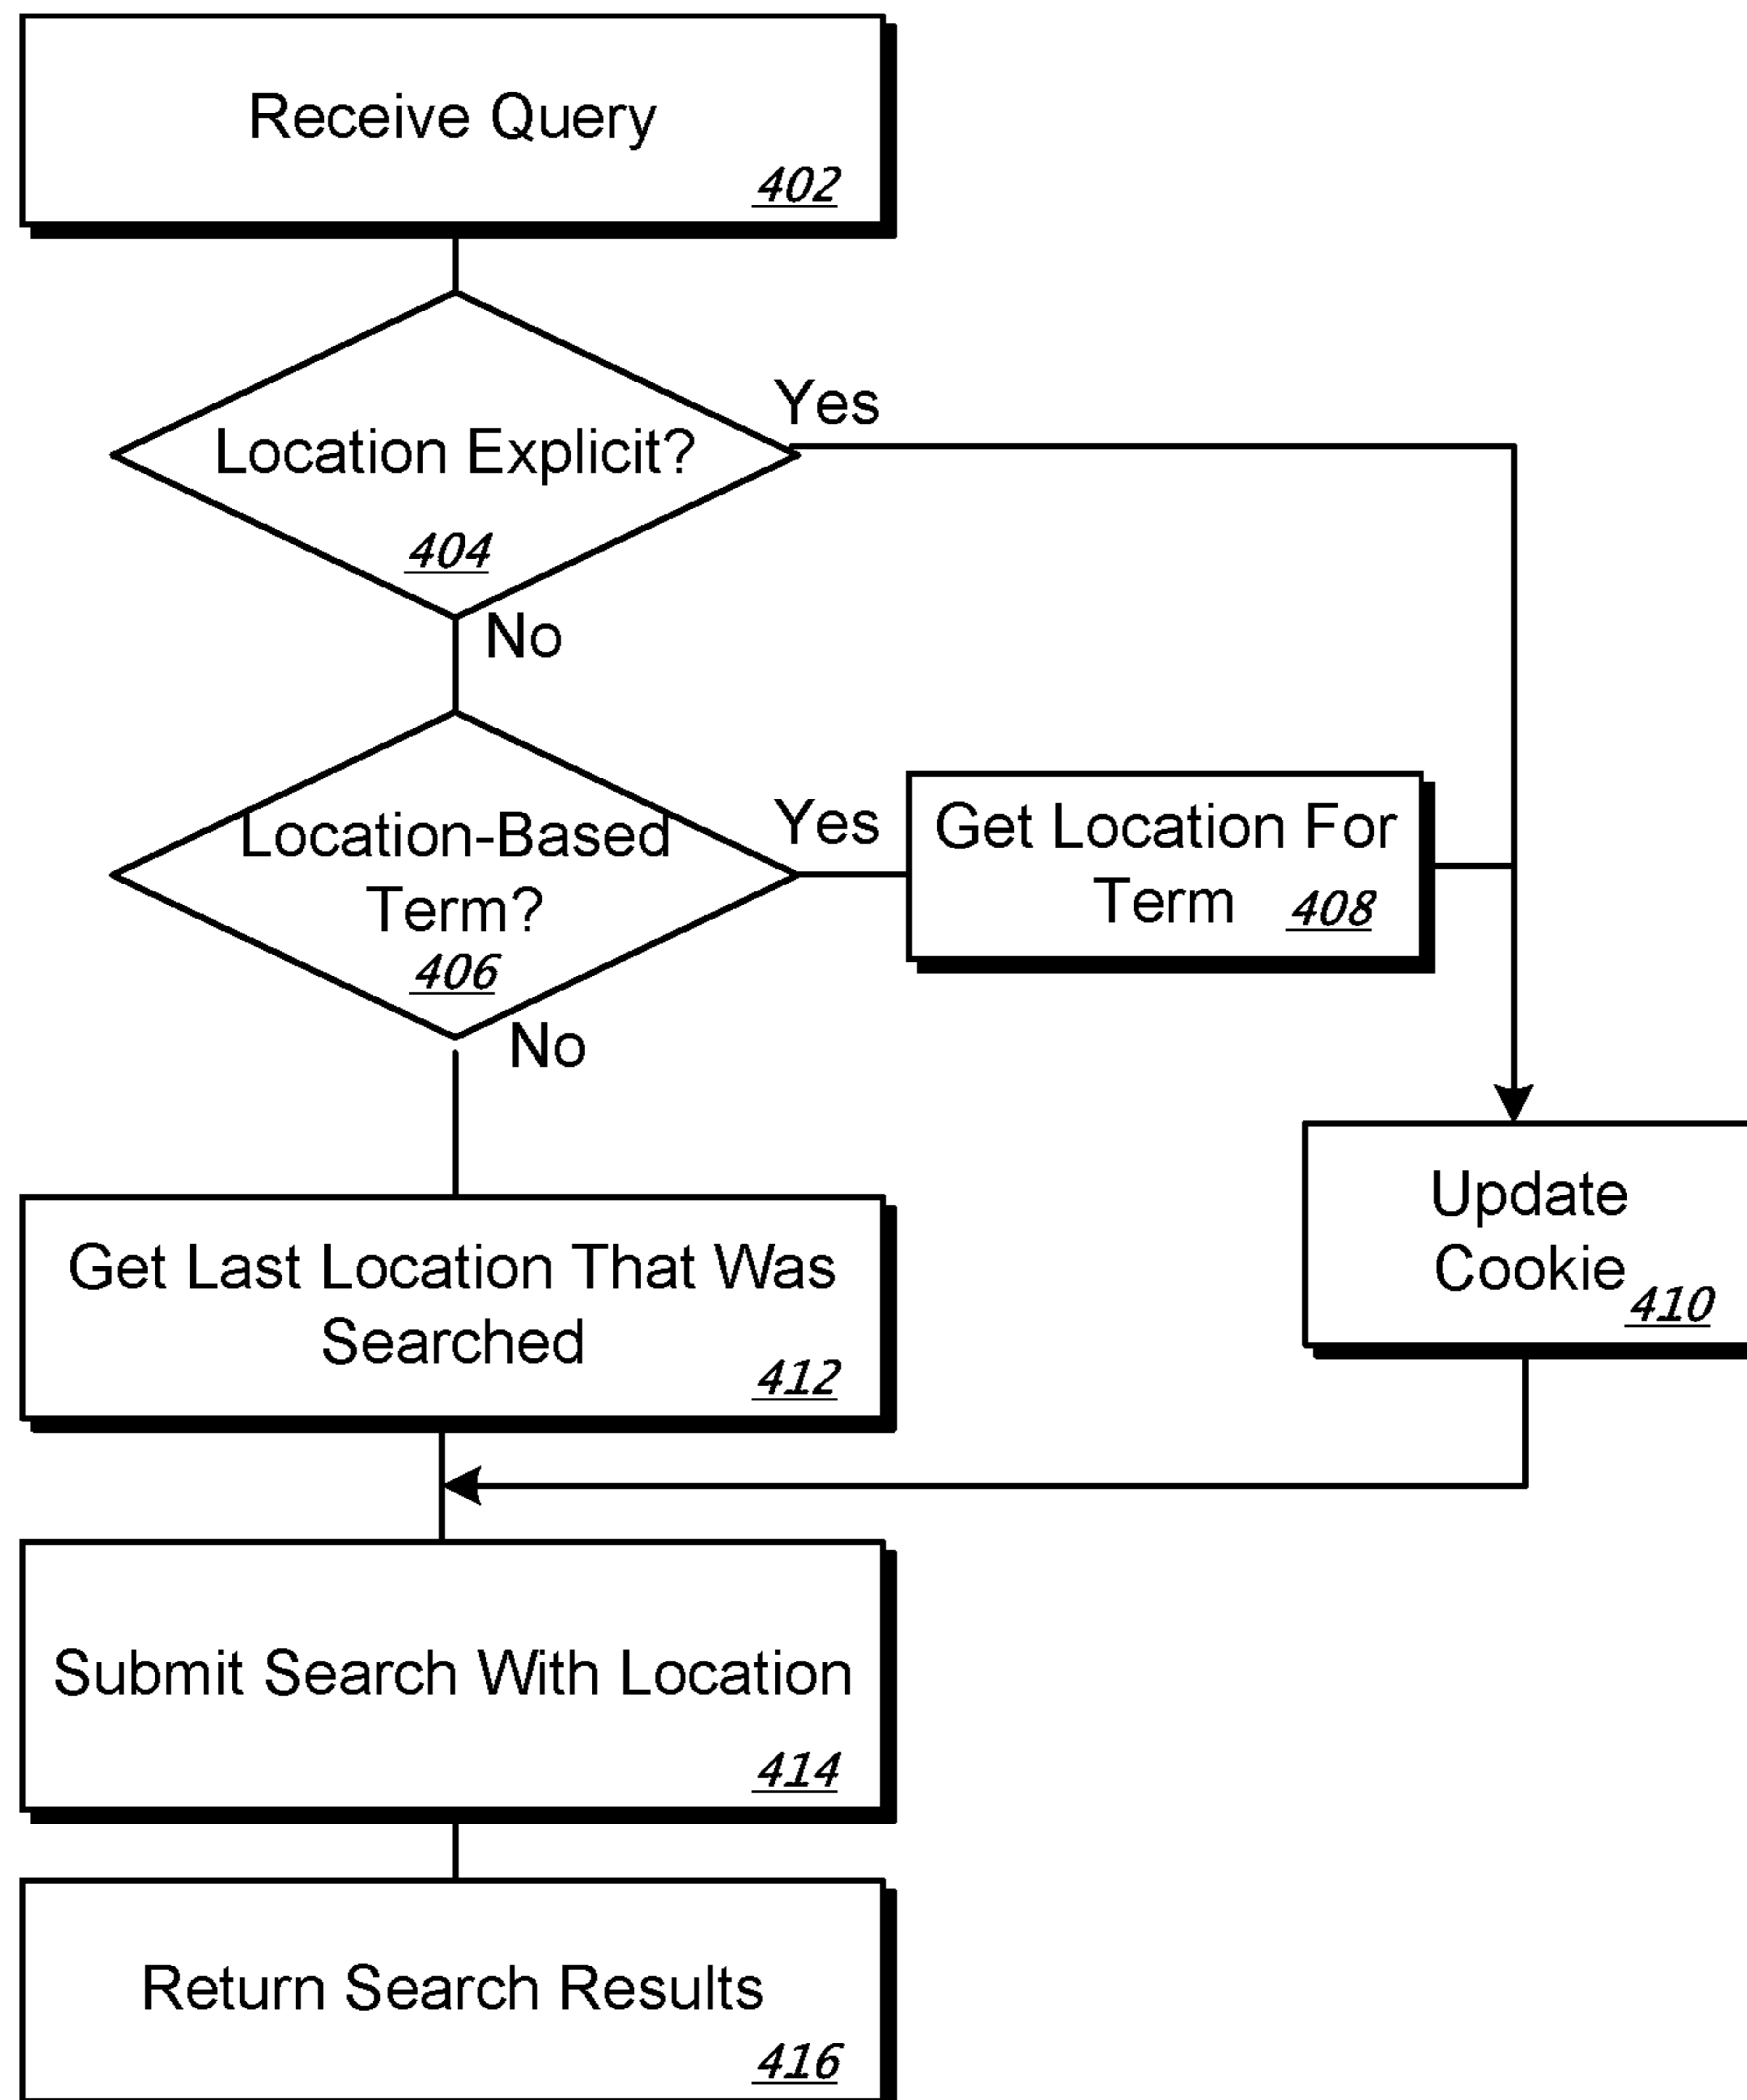 Receive Query
402
Yes
Location Explicit?
404
No
Location-Based
Term?
406
Yes
Get Location For
Term 408
No
Update
Cookie
410
Get Last Location That Was
Searched
412
Submit Search With Location
414
Return Search Results
416